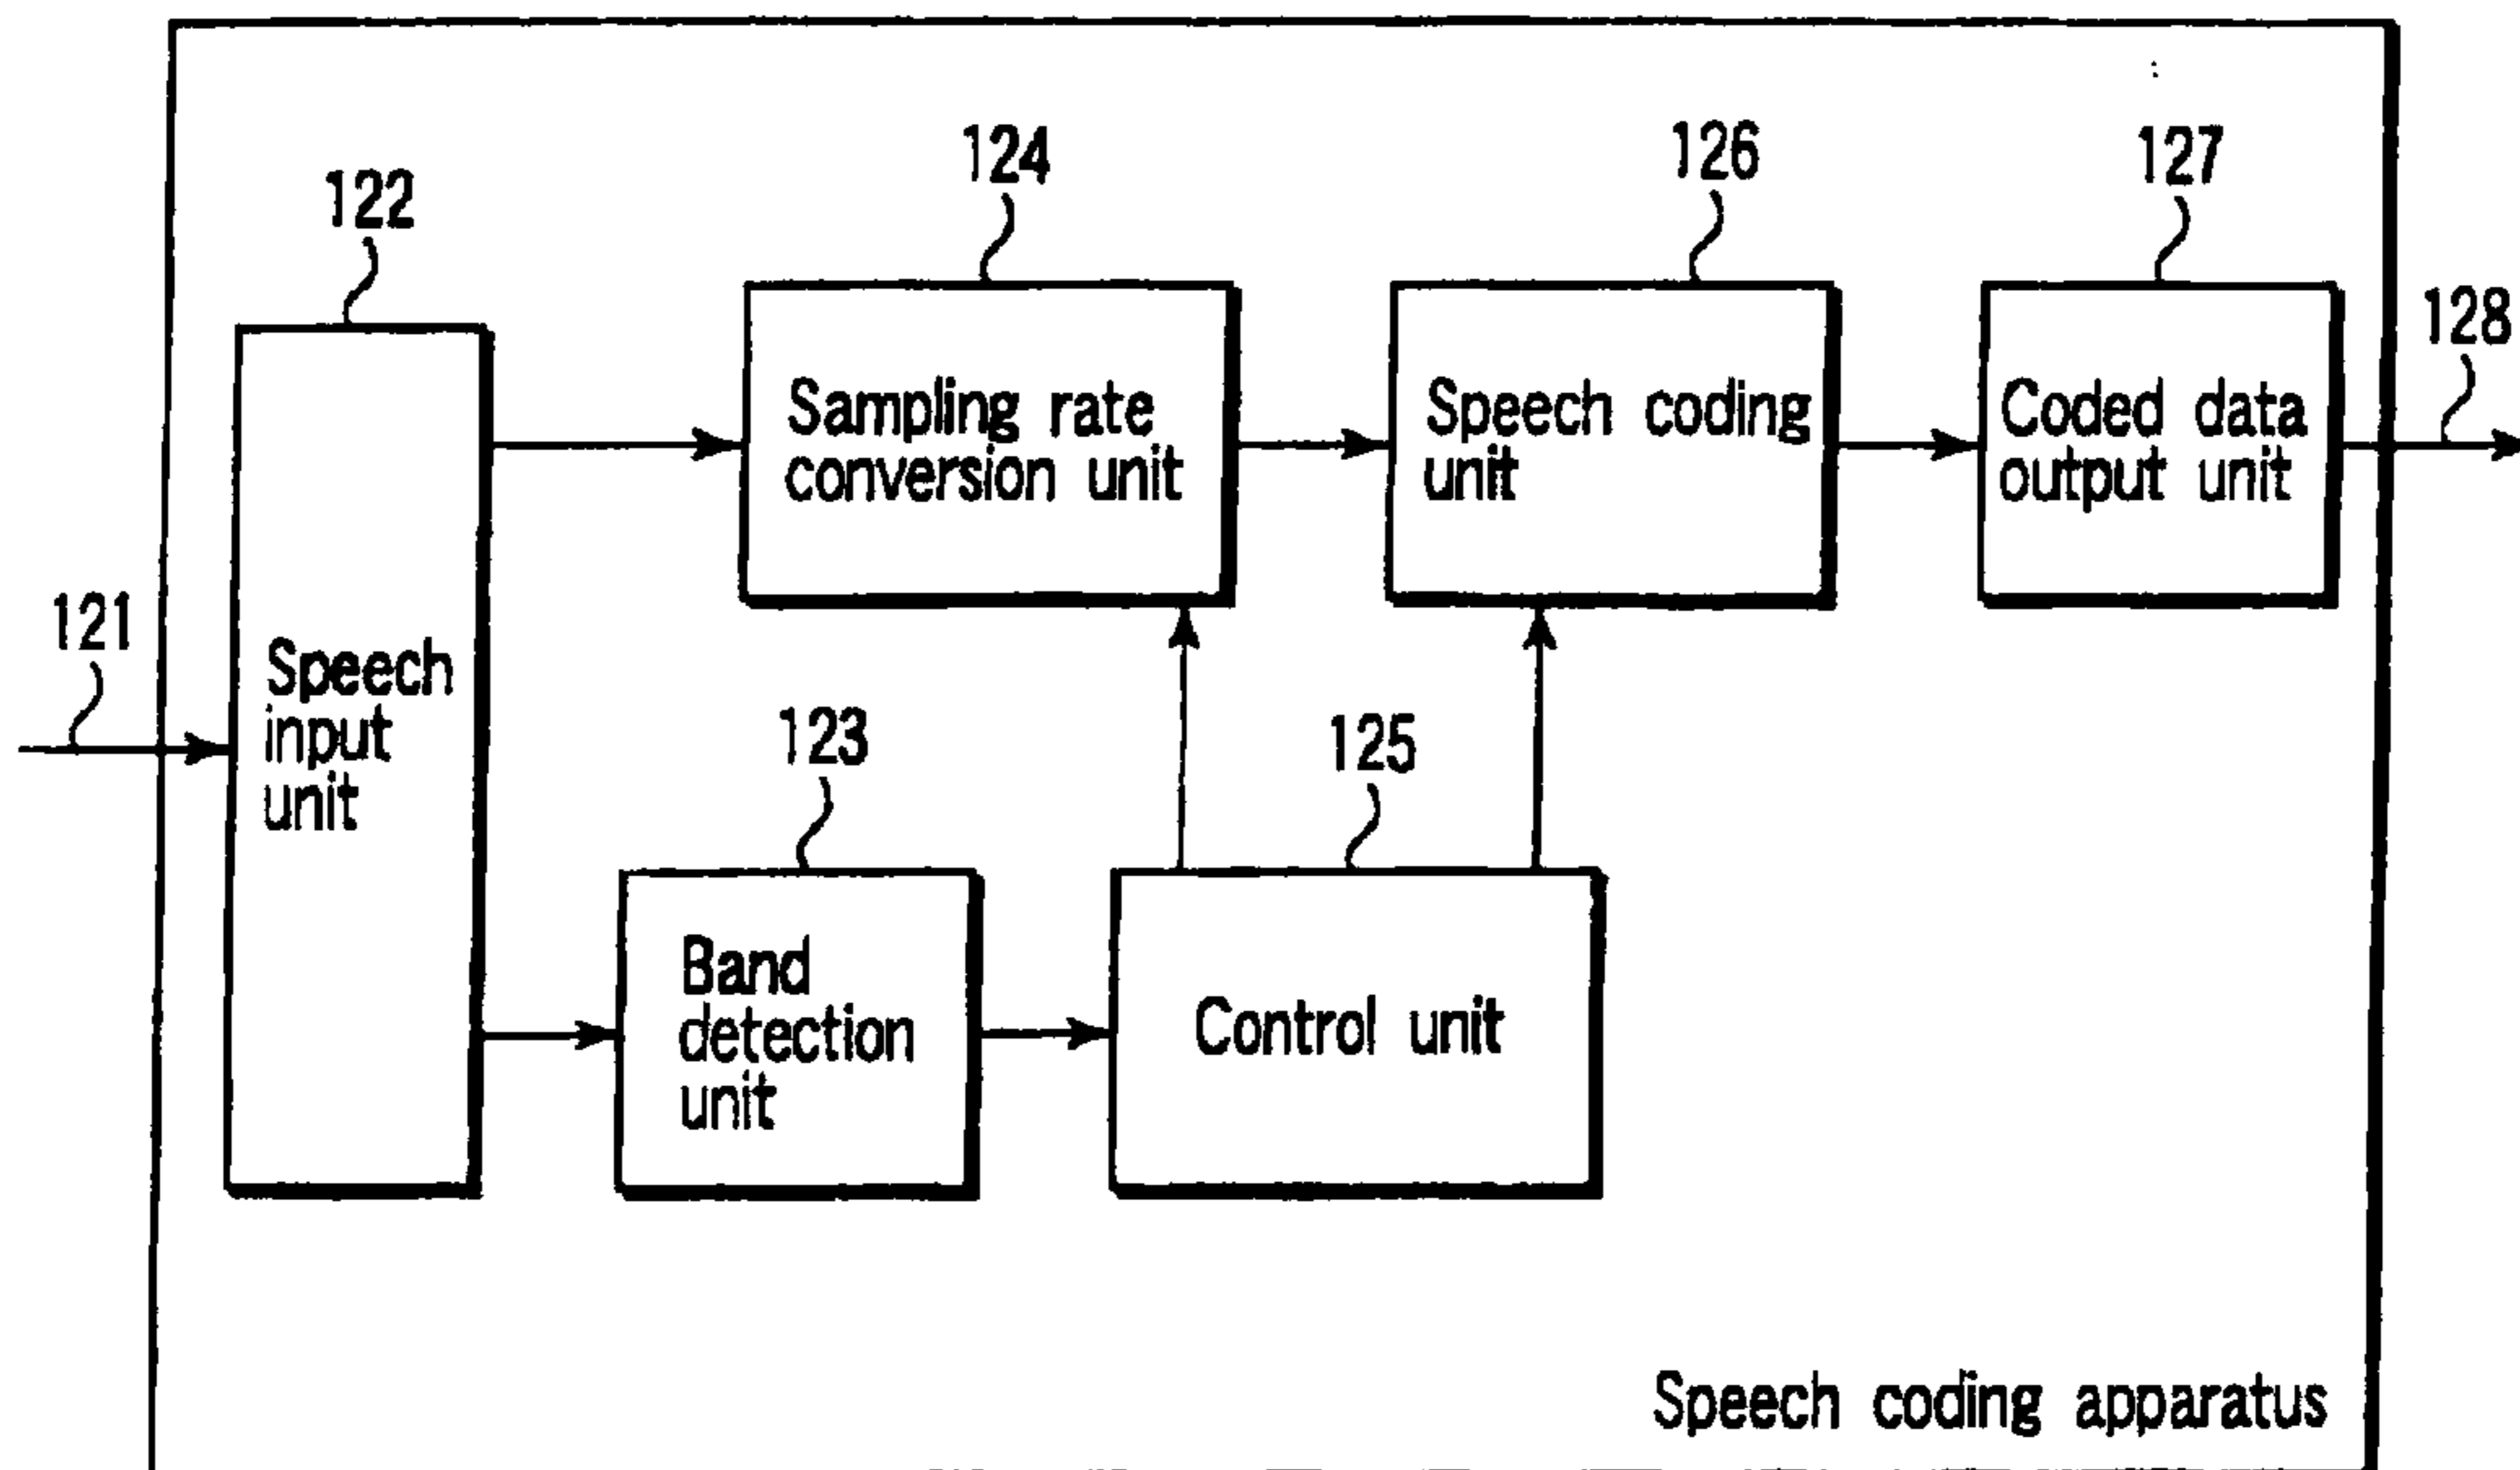 124
126
127
122
128
Sampling rate
conversion unit
Speech coding
unit
Coded data
output unit
121
Speech
input
unit
123
125
Band
detection
unit
Control unit
Speech coding apparatus